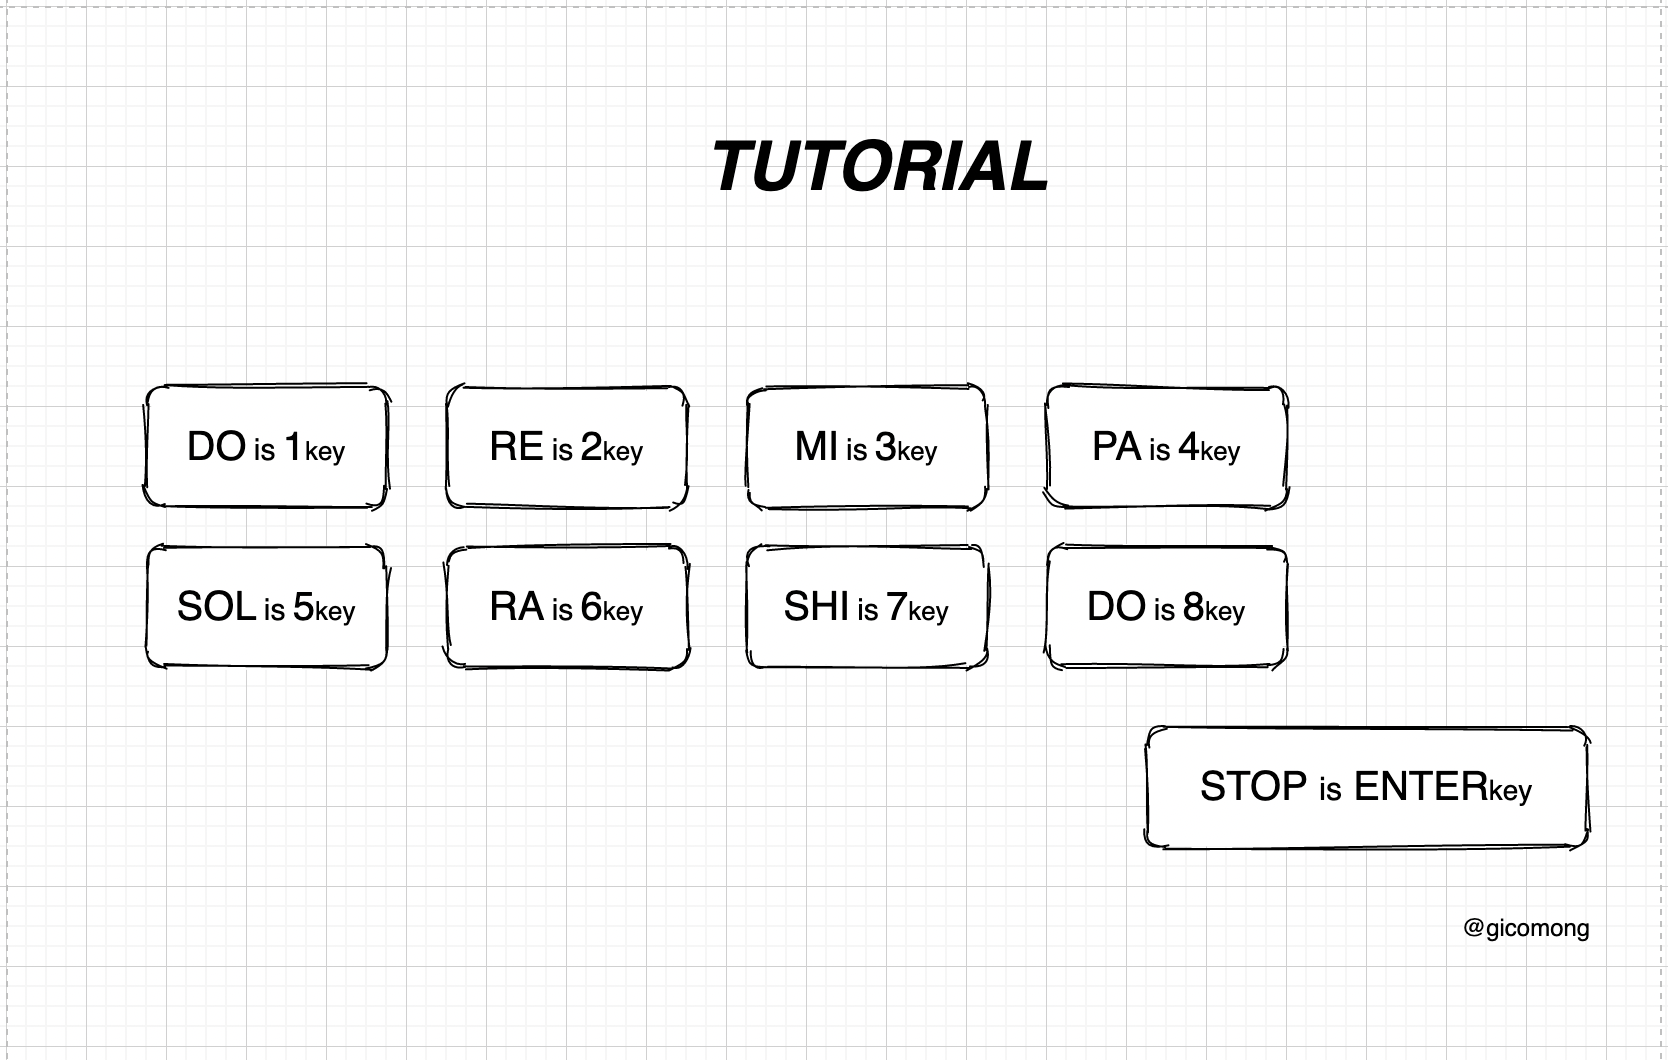 TUTORIAL
DO is 1key
RE is 2key
MI is 3key
PA is 4key
SOL is 5key
RA is 6key
SHI is 7key
DO is 8key
STOP is ENTERkey
@gicomong